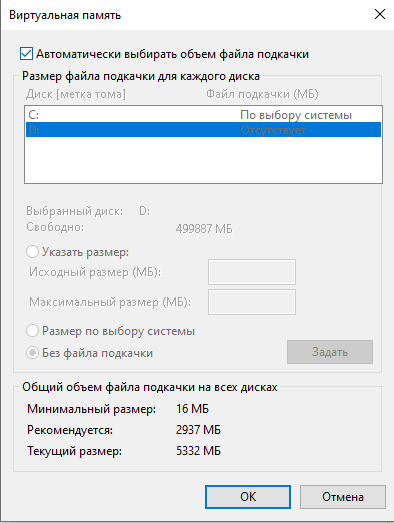 Виртуальная память
Автоматически выбирать объем файла подкачки
Размер файла подкачки для каждого диска
Диск [метка тома] Файл подкачки (МБ)
C: По выбору системы
D: Отсутствует
Выбранный диск: D:
Свободно: 499887 МБ
Указать размер:
Исходный размер (МБ):
Максимальный размер (МБ):
Размер по выбору системы
Без файла подкачки Задать
Общий объем файла подкачки на всех дисках
Минимальный размер: 16 МБ
Рекомендуется: 2937 МБ
Текущий размер: 5332 МБ
ОК Отмена